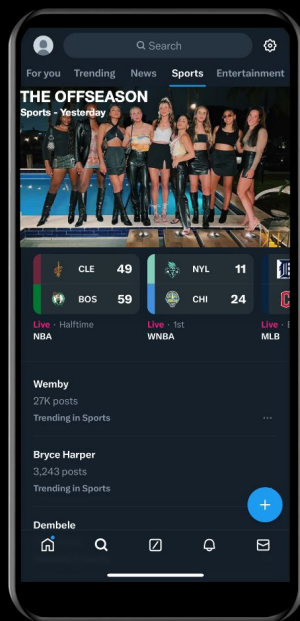 Search
For you Trending News Sports Entertainment
THE OFFSEASON
Sports - Yesterday
CLE 49
BOS 59
Live · Halftime
NBA
NYL 11
CHI 24
Live · 1st
WNBA
Live ·
MLB
Wemby
27K posts
Trending in Sports
Bryce Harper
3,243 posts
Trending in Sports
Dembele